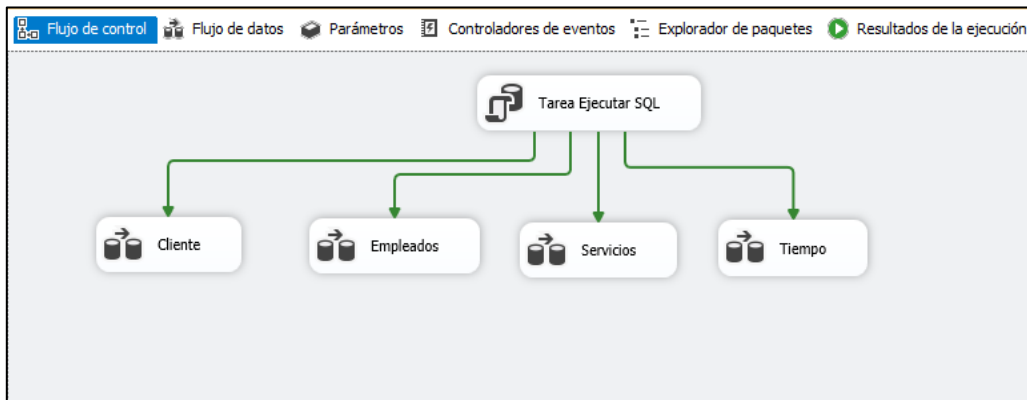 Flujo de control Flujo de datos Parámetros Controladores de eventos Explorador de paquetes Resultados de la ejecución
Tarea Ejecutar SQL
Cliente Empleados Servicios Tiempo